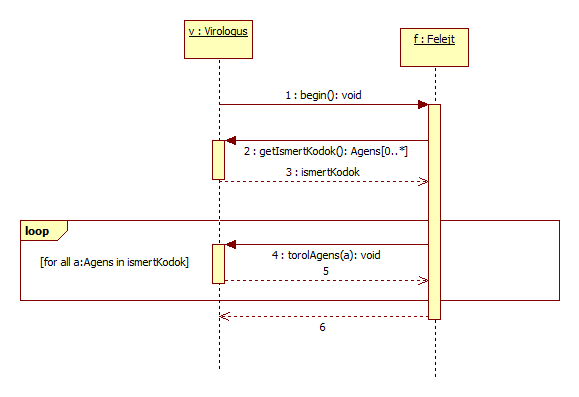 v : Virologus
f : Felejt
1 : begin(): void
2 : getIsmertKodok(): Agens[0..*]
3 : ismertKodok
loop
4 : torolAgens(a): void
[for all a:Agens in ismertKodok]
5
6